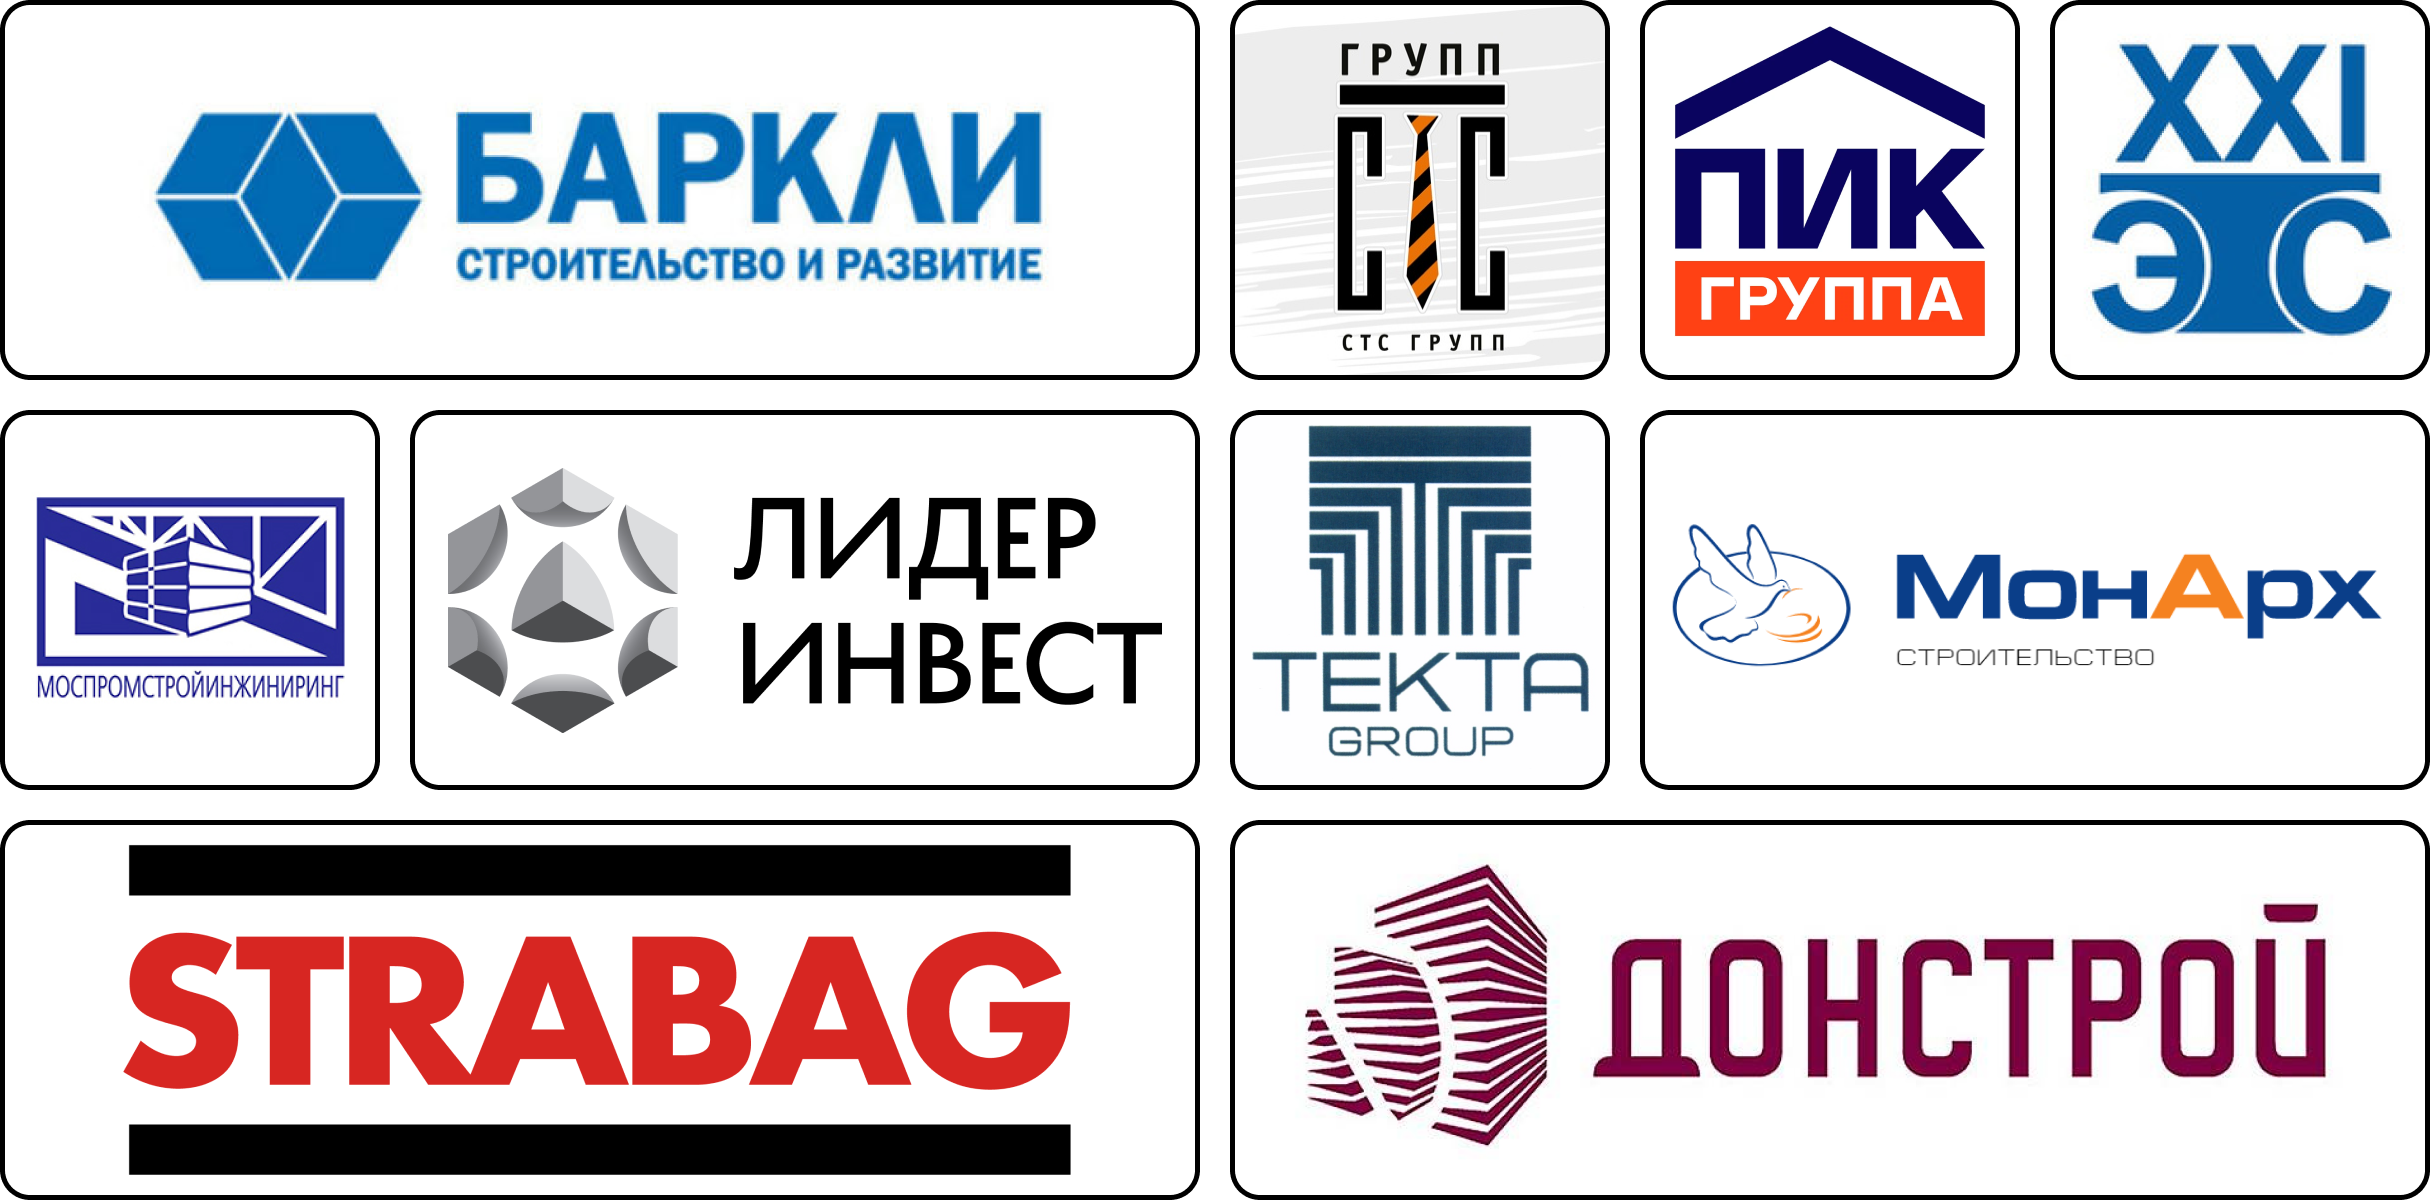 БАРКЛИ
СТРОИТЕЛЬСТВО И РАЗВИТИЕ
ГРУПП
СТС
СТС ГРУПП
ПИК
ГРУППА
XXI
ЭС
МОСПРОМСТРОЙИНЖИНИРИНГ
ЛИДЕР
ИНВЕСТ
ТЕКТА
GROUP
МонАрх
СТРОИТЕЛЬСТВО
STRABAG
ДОНСТРОЙ